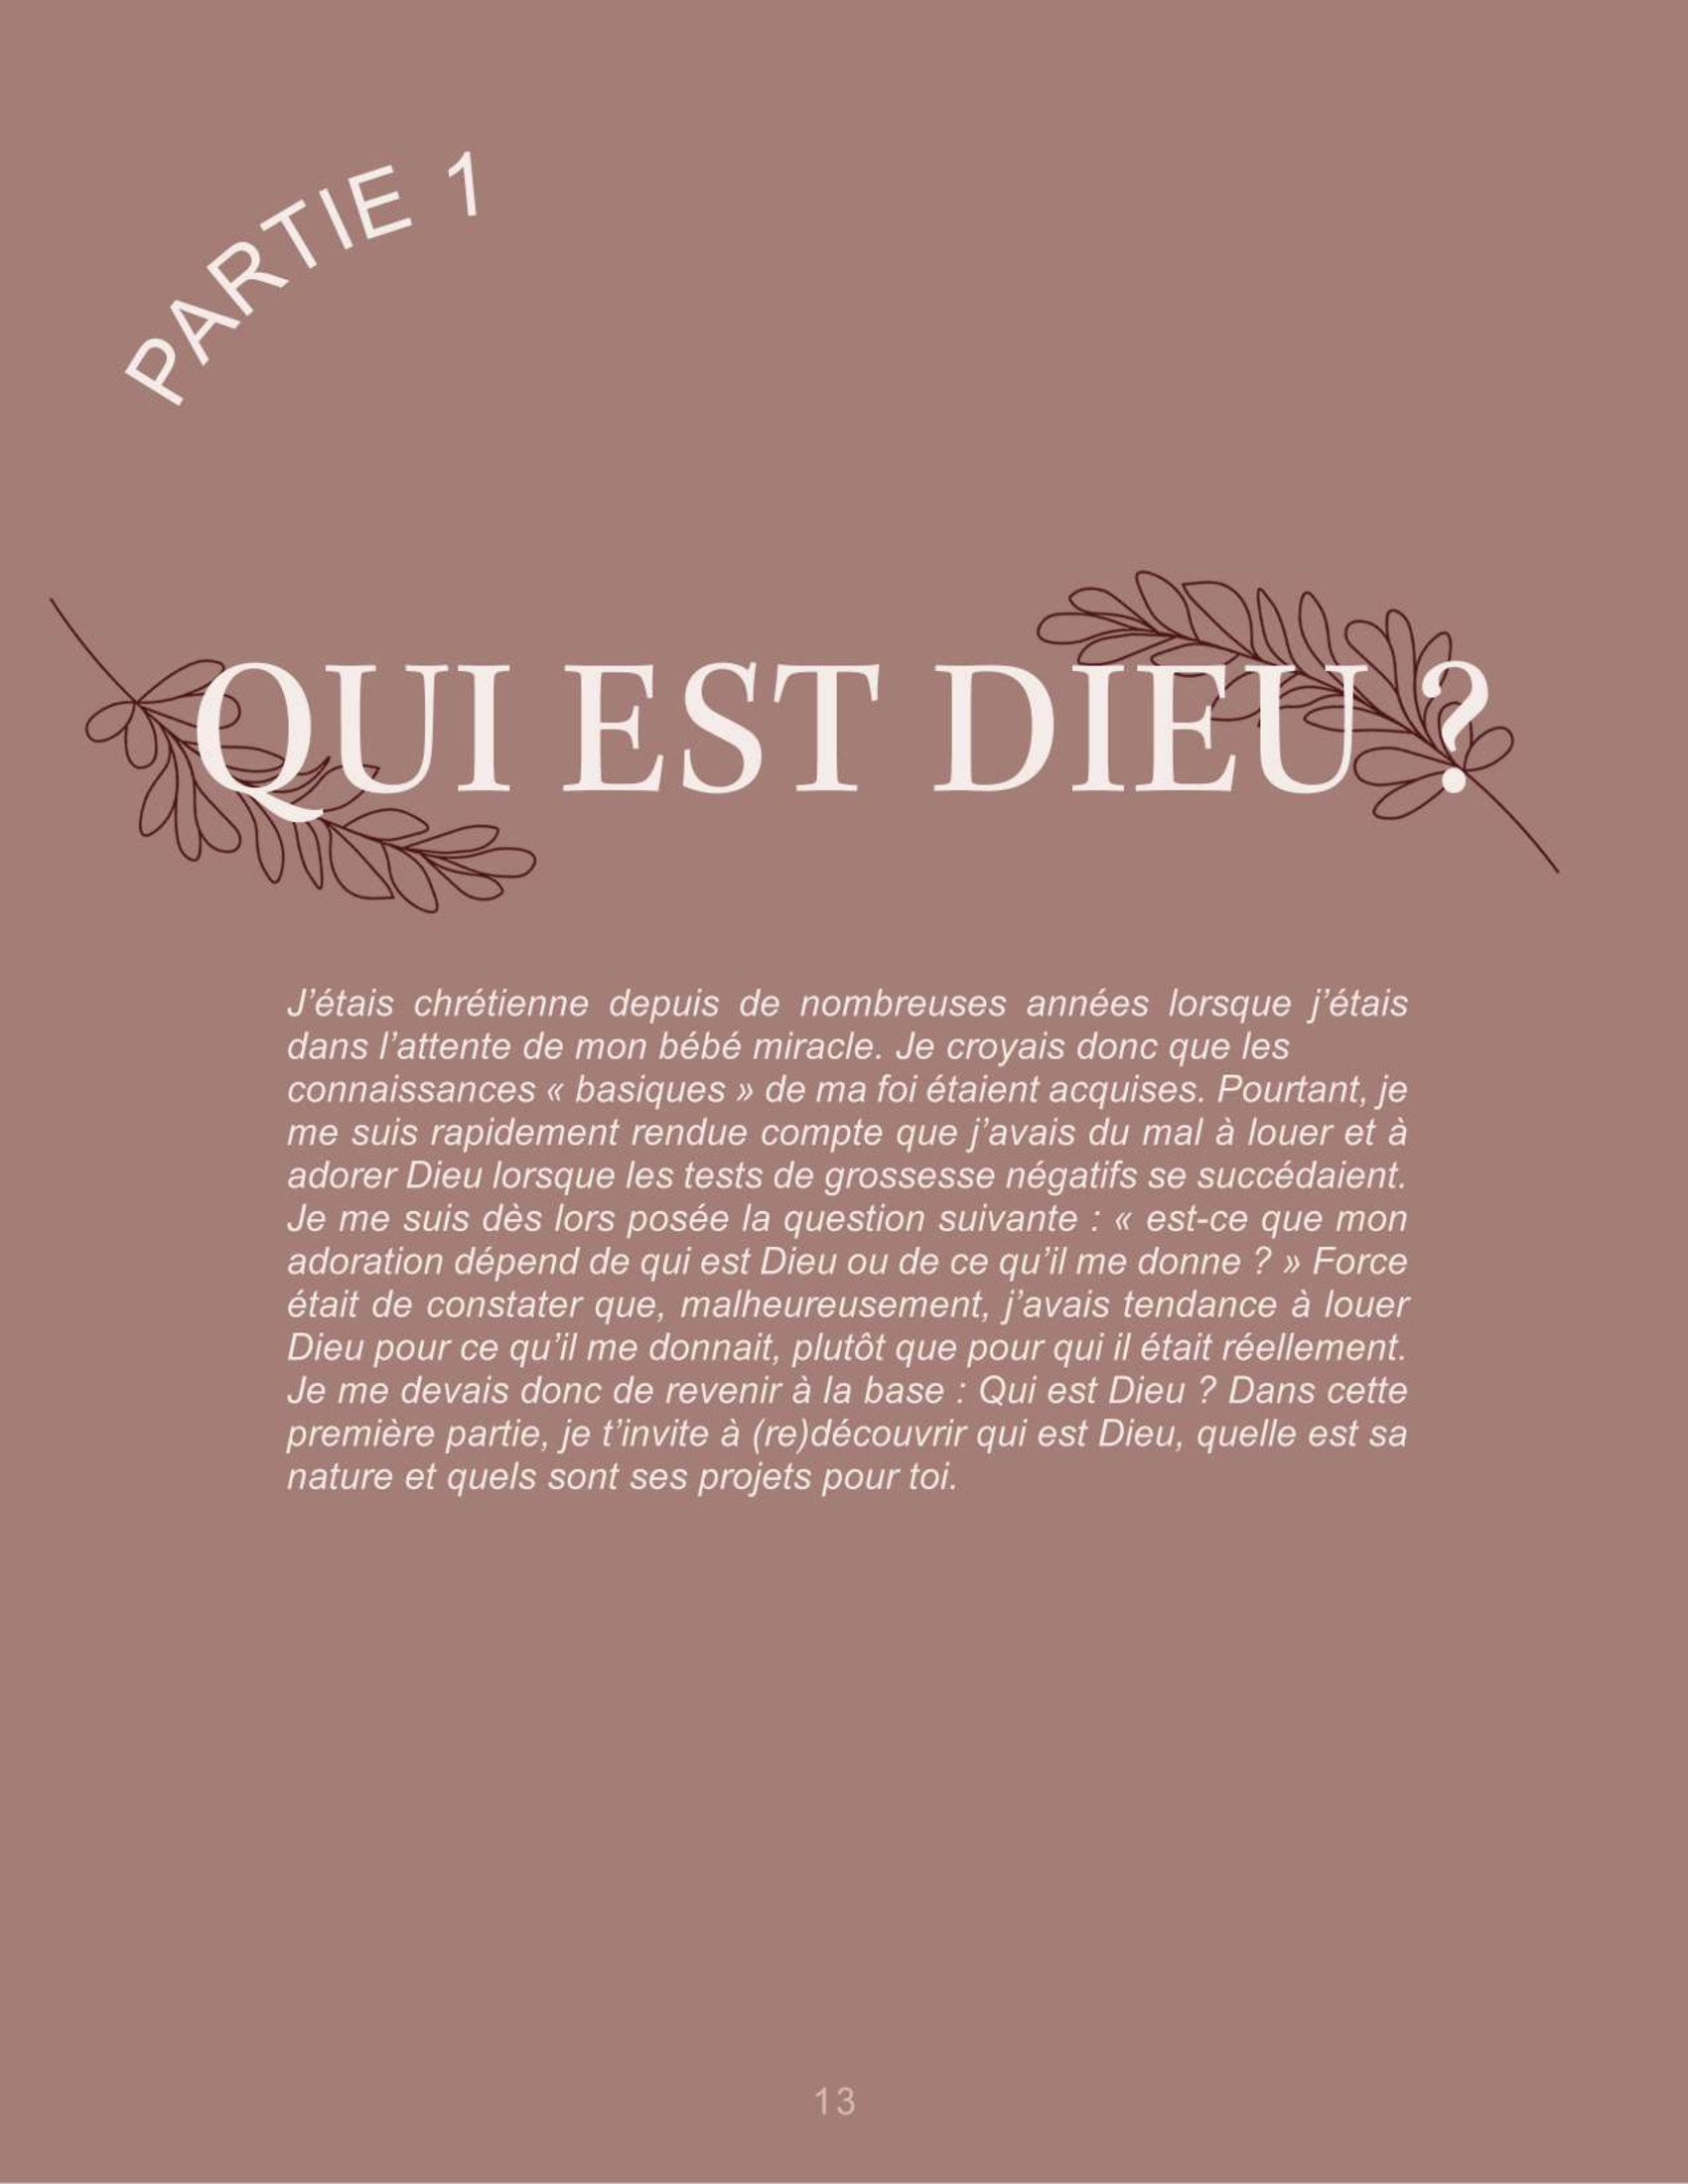 PARTIE 1
QUI EST DIEU ?
J’étais chrétienne depuis de nombreuses années lorsque j’étais
dans l’attente de mon bébé miracle. Je croyais donc que les
connaissances « basiques » de ma foi étaient acquises. Pourtant, je
me suis rapidement rendue compte que j’avais du mal à louer et à
adorer Dieu lorsque les tests de grossesse négatifs se succédaient.
Je me suis dès lors posée la question suivante : « est-ce que mon
adoration dépend de qui est Dieu ou de ce qu’il me donne ? » Force
était de constater que, malheureusement, j’avais tendance à louer
Dieu pour ce qu’il me donnait, plutôt que pour qui il était réellement.
Je me devais donc de revenir à la base : Qui est Dieu ? Dans cette
première partie, je t’invite à (re)découvrir qui est Dieu, quelle est sa
nature et quels sont ses projets pour toi.
13